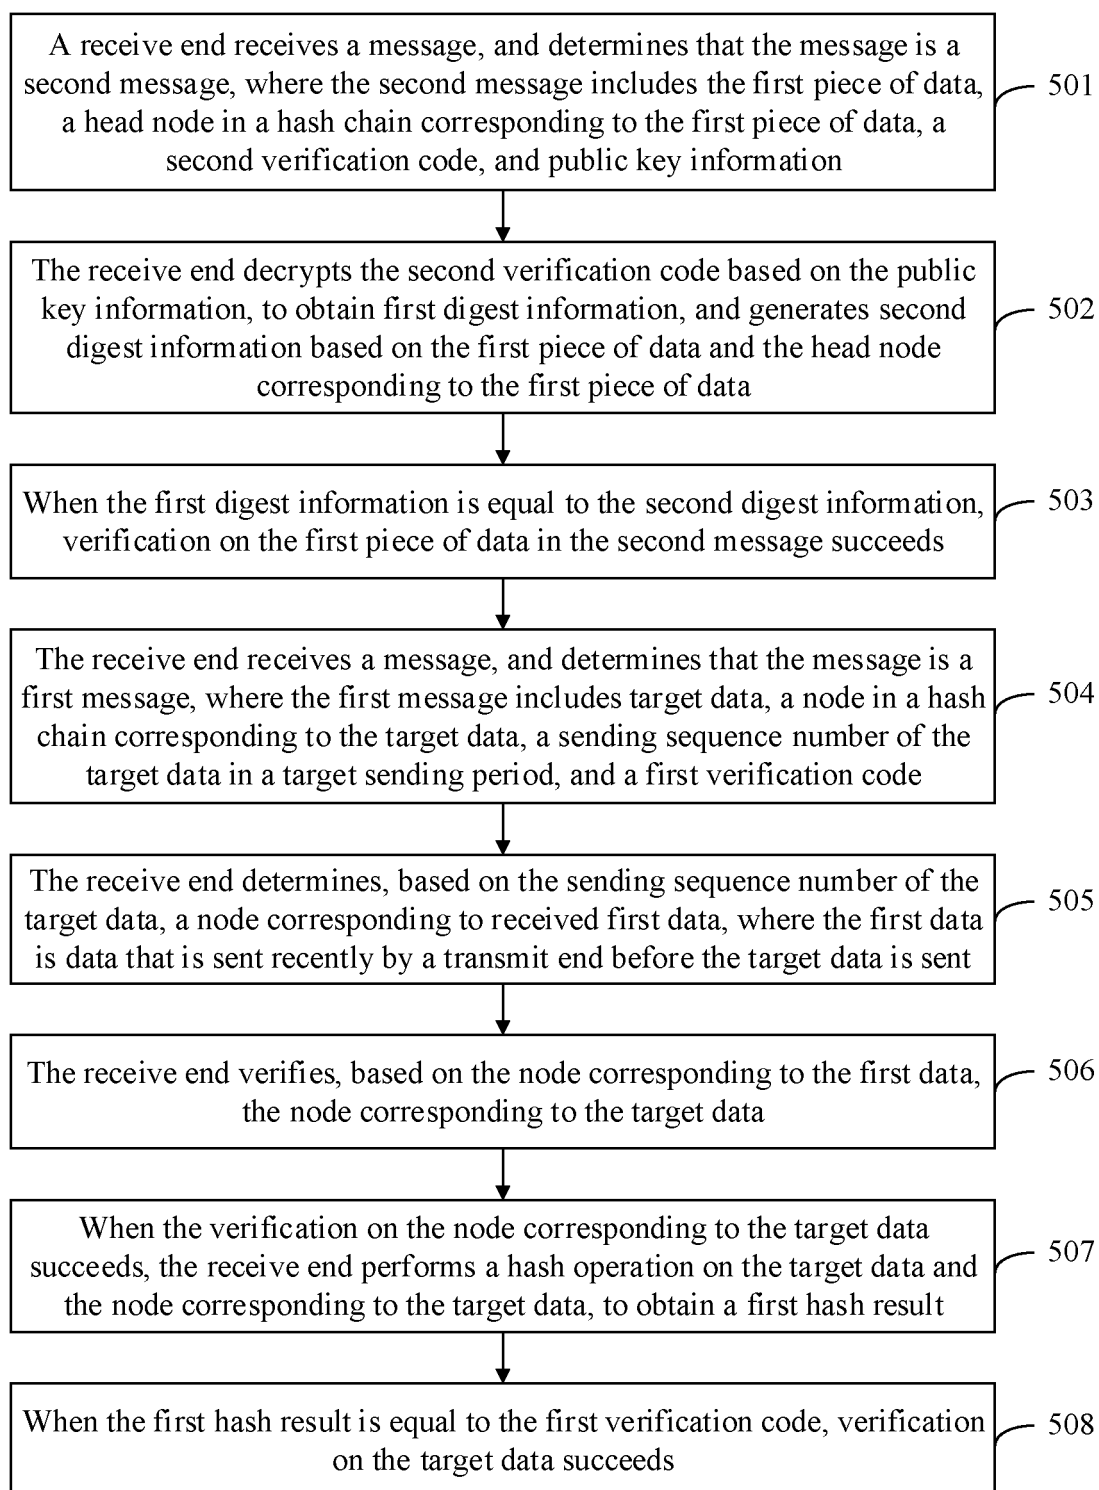 A receive end receives a message, and determines that the message is a
second message, where the second message includes the first piece of data,
a head node in a hash chain corresponding to the first piece of data, a
second verification code, and public key information
501
The receive end decrypts the second verification code based on the public
key information, to obtain first digest information, and generates second
digest information based on the first piece of data and the head node
corresponding to the first piece of data
502
When the first digest information is equal to the second digest information,
verification on the first piece of data in the second message succeeds
503
The receive end receives a message, and determines that the message is a
first message, where the first message includes target data, a node in a hash
chain corresponding to the target data, a sending sequence number of the
target data in a target sending period, and a first verification code
504
The receive end determines, based on the sending sequence number of the
target data, a node corresponding to received first data, where the first data
is data that is sent recently by a transmit end before the target data is sent
505
The receive end verifies, based on the node corresponding to the first data,
the node corresponding to the target data
506
When the verification on the node corresponding to the target data
succeeds, the receive end performs a hash operation on the target data and
the node corresponding to the target data, to obtain a first hash result
507
When the first hash result is equal to the first verification code, verification
on the target data succeeds
508